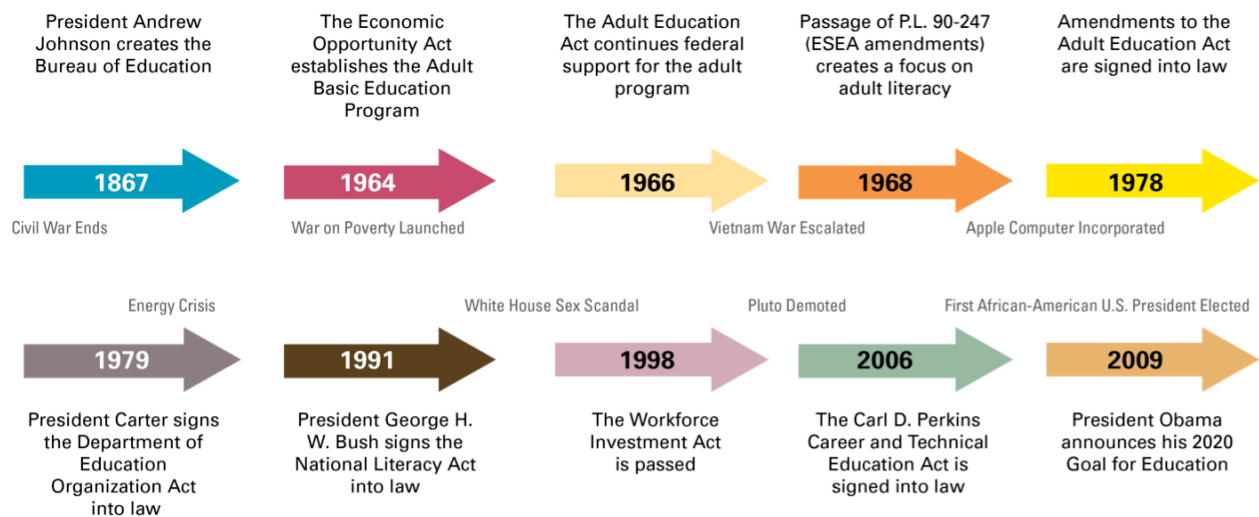 President Andrew
Johnson creates the
Bureau of Education
The Economic
Opportunity Act
establishes the Adult
Basic Education
Program
The Adult Education
Act continues federal
support for the adult
program
Passage of P.L. 90-247
(ESEA amendments)
creates a focus on
adult literacy
Amendments to the
Adult Education Act
are signed into law
1867
1964
1966
1968
1978
Civil War Ends
War on Poverty Launched
Vietnam War Escalated
Apple Computer Incorporated
Energy Crisis
White House Sex Scandal
Pluto Demoted
First African-American U.S. President Elected
1979
1991
1998
2006
2009
President Carter signs
the Department of
Education
Organization Act
into law
President George H.
W. Bush signs the
National Literacy Act
into law
The Workforce
Investment Act
is passed
The Carl D. Perkins
Career and Technical
Education Act is
signed into law
President Obama
announces his 2020
Goal for Education